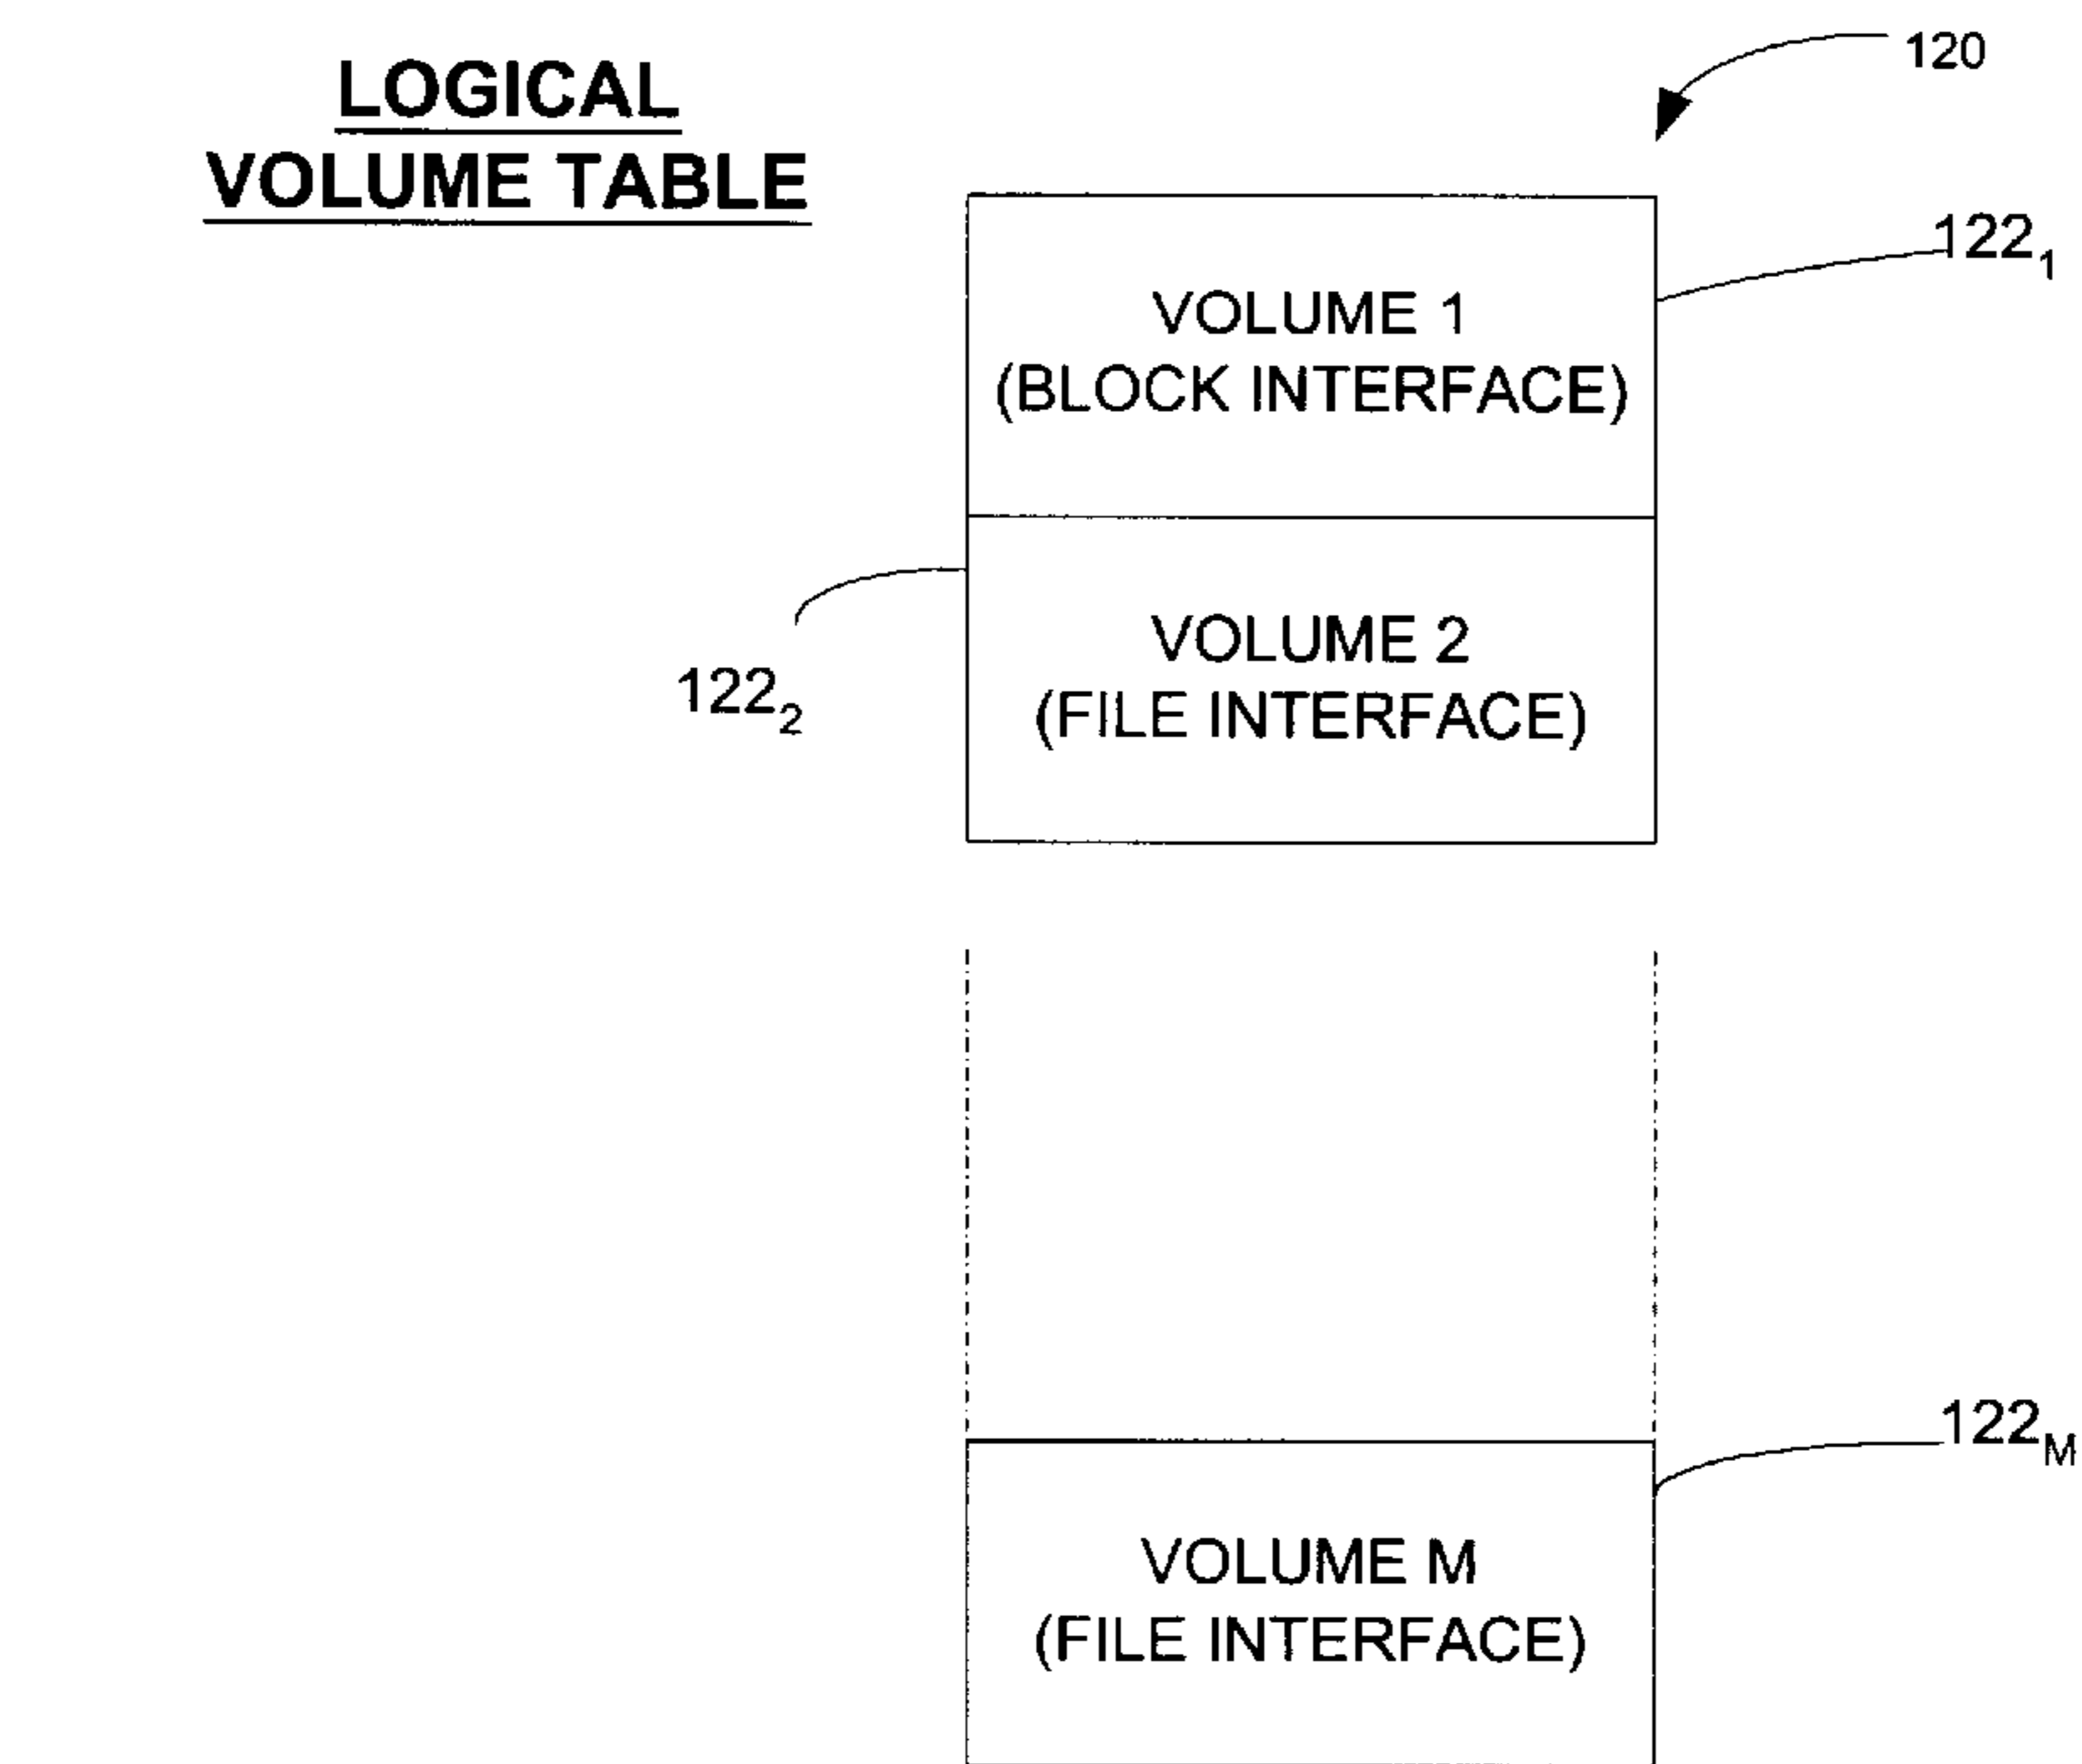 LOGICAL
VOLUME TABLE
120
122₁
VOLUME 1
(BLOCK INTERFACE)
122₂
VOLUME 2
(FILE INTERFACE)
122M
VOLUME M
(FILE INTERFACE)